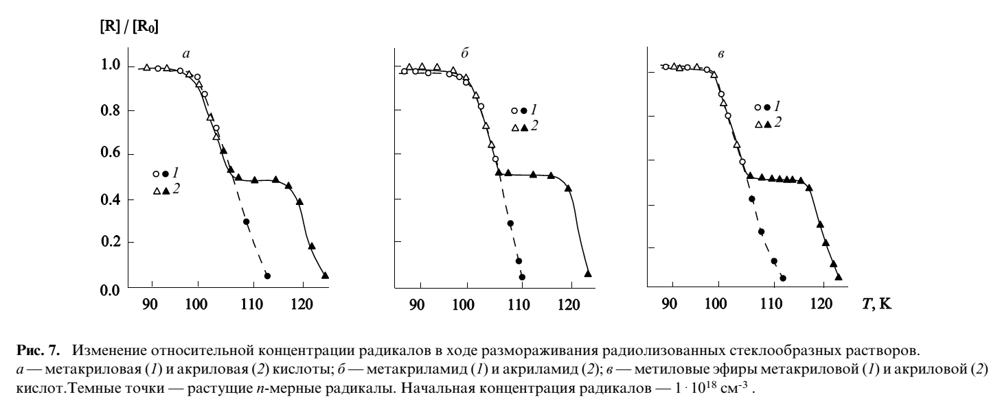 [R] / [R₀]
а
б
в
1.0
0.8
0.6
0.4
0.2
0.0
1
2
1
2
1
2
90 100 110 120
90 100 110 120
90 100 110 120
T, K
Рис. 7. Изменение относительной концентрации радикалов в ходе размораживания радиолизованных стеклообразных растворов.
а — метакриловая (1) и акриловая (2) кислоты; б — метакриламид (1) и акриламид (2); в — метиловые эфиры метакриловой (1) и акриловой (2)
кислот.Темные точки — растущие n-мерные радикалы. Начальная концентрация радикалов — 1 · 10¹⁸ см⁻³ .